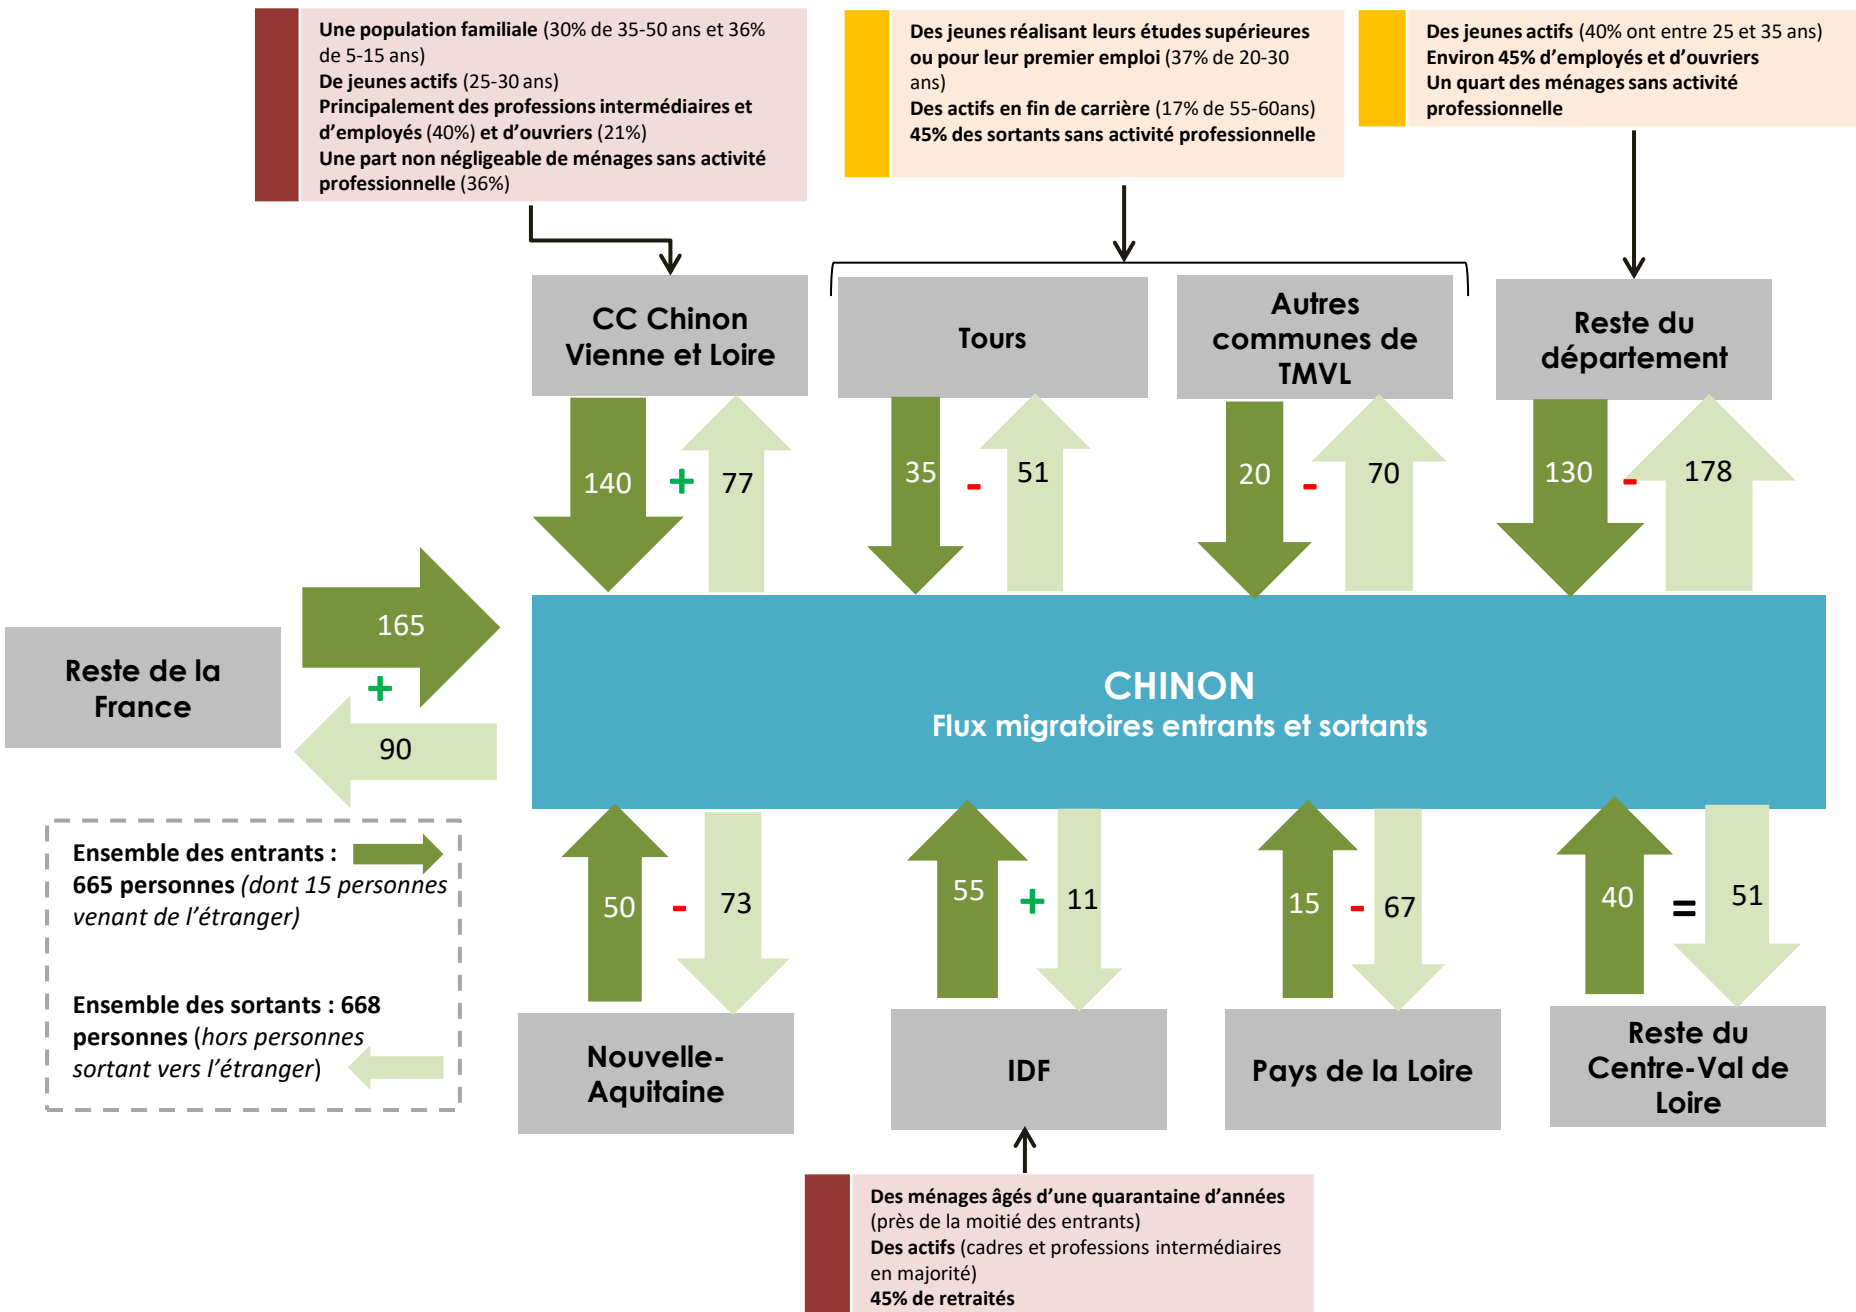 Une population familiale (30% de 35-50 ans et 36%
de 5-15 ans)
De jeunes actifs (25-30 ans)
Principalement des professions intermédiaires et
d'employés (40%) et d'ouvriers (21%)
Une part non négligeable de ménages sans activité
professionnelle (36%)
Des jeunes réalisant leurs études supérieures
ou pour leur premier emploi (37% de 20-30
ans)
Des actifs en fin de carrière (17% de 55-60ans)
45% des sortants sans activité professionnelle
Des jeunes actifs (40% ont entre 25 et 35 ans)
Environ 45% d'employés et d'ouvriers
Un quart des ménages sans activité
professionnelle
CC Chinon
Vienne et Loire
Tours
Autres
communes de
TMVL
Reste du
département
140 + 77
35 - 51
20 - 70
130 - 178
Reste de la
France
165
+
90
CHINON
Flux migratoires entrants et sortants
Ensemble des entrants :
665 personnes (dont 15 personnes
venant de l'étranger)
Ensemble des sortants : 668
personnes (hors personnes
sortant vers l'étranger)
50 - 73
55 + 11
15 - 67
40 = 51
Nouvelle-
Aquitaine
IDF
Pays de la Loire
Reste du
Centre-Val de
Loire
Des ménages âgés d'une quarantaine d'années
(près de la moitié des entrants)
Des actifs (cadres et professions intermédiaires
en majorité)
45% de retraités